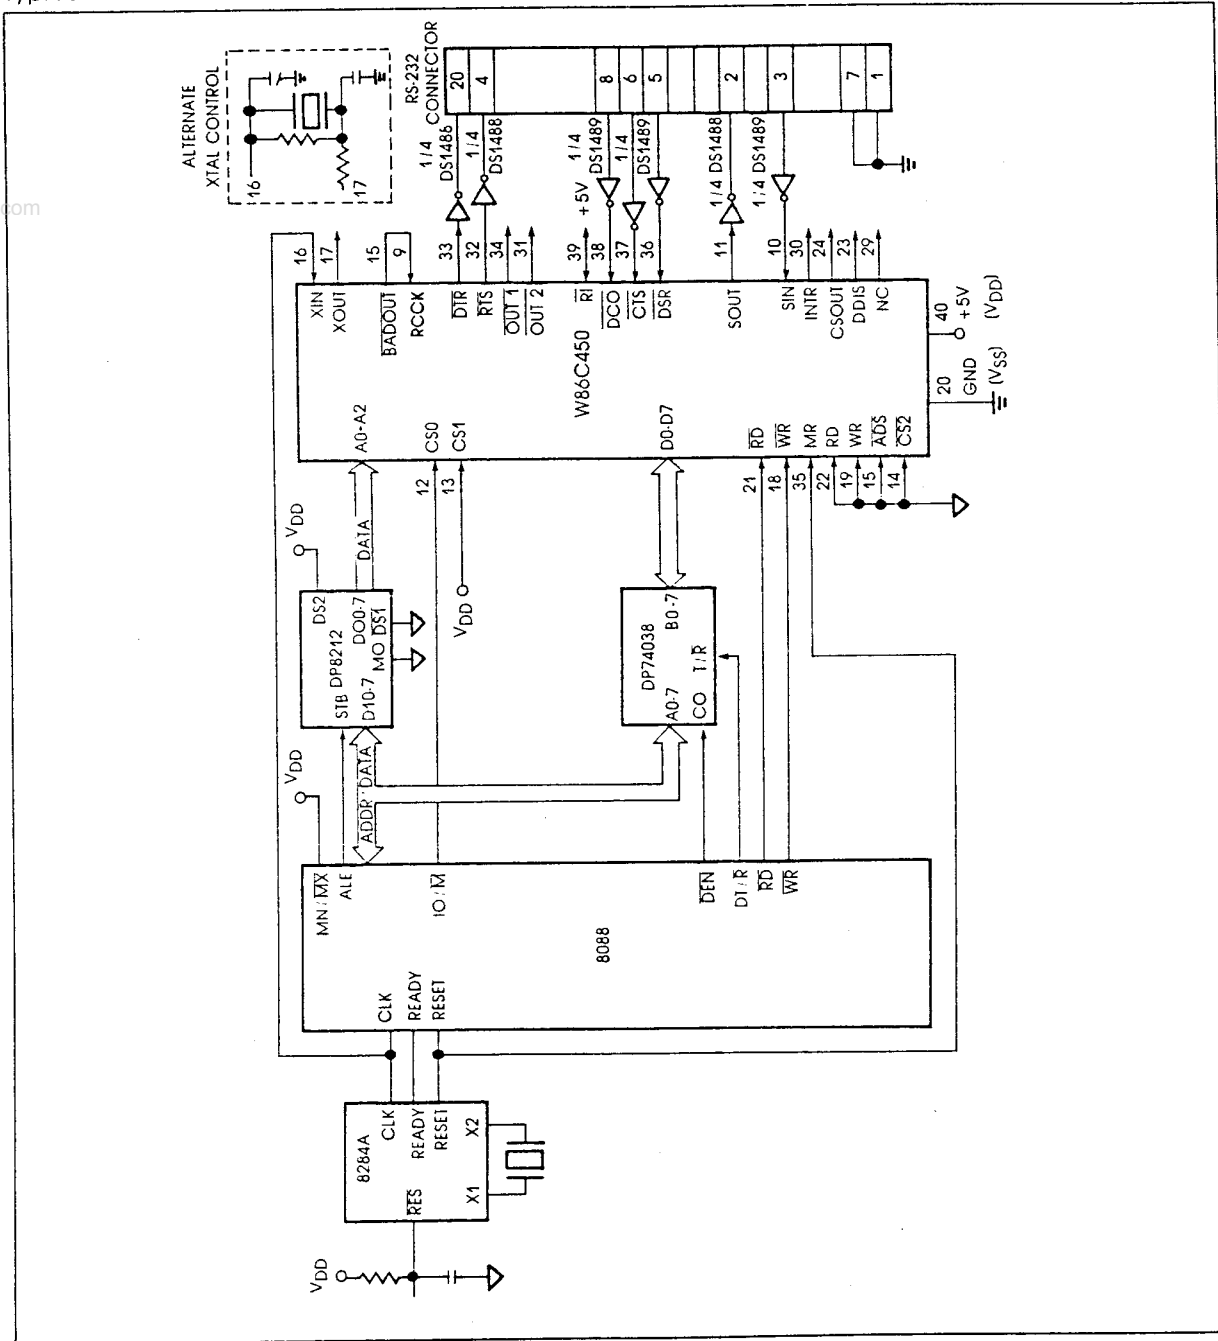 com
ALTERNATE
XTAL CONTROL
16
17
RS-232
CONNECTOR
20
4
8
6
5
2
3
7
1
1/4
DS1486
1/4
DS1488
1/4
DS1489
1/4
DS1489
1/4 DS1488
1/4 DS1489
+5V
16
17
15
9
33
32
34
31
39
38
37
36
11
10
30
24
23
29
XIN
XOUT
BADOUT
RCCK
DTR
RTS
OUT 1
OUT 2
RI
DCO
CTS
DSR
SOUT
SIN
INTR
CSOUT
DDIS
NC
W86C450
40
+5V
(VDD)
20
GND
(VSS)
A0-A2
CS0
CS1
D0-D7
RD
WR
MR
RD
WR
ADS
CS2
12
13
21
18
35
22
19
15
14
VDD
DATA
VDD
DS2
DO0-7
DP8212
MO DS1
STB
D10-7
DP74038
B0-7
A0-7
CO
T/R
VDD
ADDR/DATA
MN/MX
ALE
IO/M
DEN
DT/R
RD
WR
8088
CLK
READY
RESET
8284A
CLK
READY
RESET
RES
X1
X2
VDD